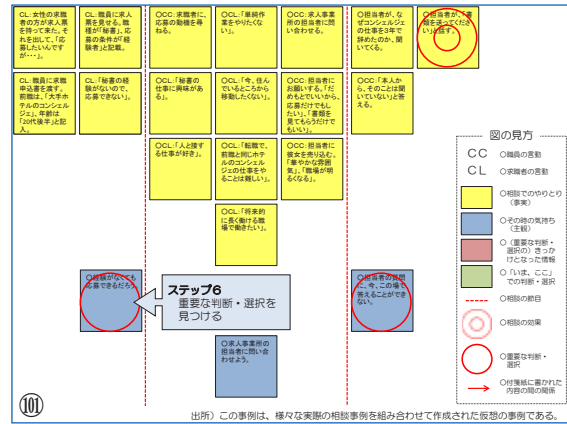 CL:女性の求職
者の方が求人票
を持って来た。そ
れを出して、「応
募したいんです
が・・・」。
CL:職員に求人
票を見せる。職
種が「秘書」、応
募の条件が「経
験者」と記載。
〇CC:求職者に、
応募の動機を尋
ねる。
〇CL:「単純作
業をやりたくな
い」。
〇CC:求人事業
所の担当者に問
い合わせる。
〇担当者が、な
ぜコンシェルジュ
の仕事を3年で
辞めたのか、聞
いてくる。
〇担当者が、「書
類を送ってくださ
い」と話す。
CL:職員に求職
申込書を渡す。
前職は、「大手ホ
テルのコンシェル
ジェ」、年齢は
「20代後半」と記
入。
CL:「秘書の経
験がないので、応
募できない」。
〇CL:「秘書の
仕事に興味があ
る」。
〇CL:「今、住ん
でいるところから
移動したくない」。
〇CC:担当者に
お願いする。「だ
めもとでいいから、
応募だけでもし
たい」、「書類を
見てもらうだけで
もいい」。
〇CC:「本人か
ら、そのことは聞
いていない」と答
える。
〇CL:「人と接す
る仕事が好き」。
〇CL:「転職で、
前職と同じホテ
ルのコンシェル
ジェの仕事をや
ることは難しい」。
〇CC:担当者に
彼女を売り込む。
「華やかな雰囲
気」、「職場が明
るくなる」。
〇CL:「将来的
に長く働ける職
場で働きたい」。
〇経験がなくても
応募できるだろう。
ステップ6
重要な判断・選択を
見つける
〇担当者の質問
に、今、この場で
答えることができ
ない。
〇求人事業所の
担当者に問い合
わせよう。
図の見方
CC 〇職員の言動
CL 〇求職者の言動
〇相談でのやりとり
(事実)
〇その時の気持ち
(主観)
〇(重要な判断・
選択の)きっか
けとなった情報
〇「いま、ここ」
での判断・選択
〇相談の節目
〇相談の効果
〇重要な判断・
選択
〇付箋紙に書かれた
内容の間の関係
101
出所)この事例は、様々な実際の相談事例を組み合わせて作成された仮想の事例である。